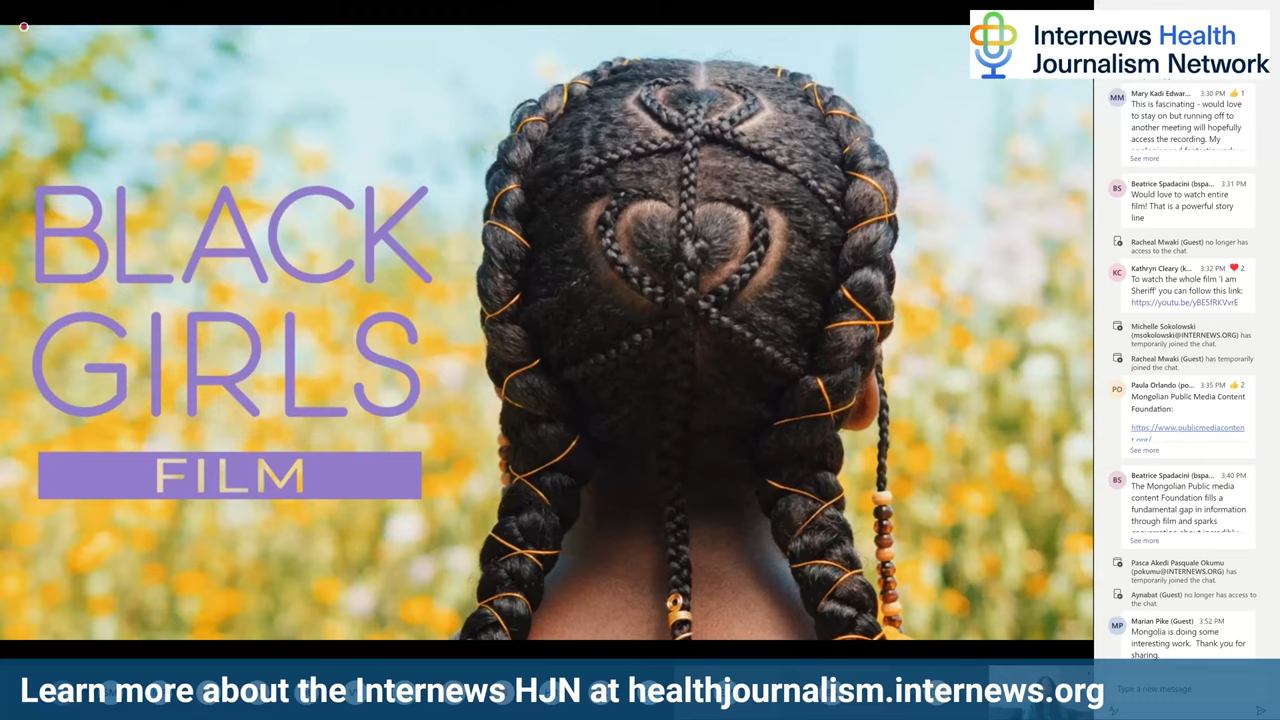 BLACK
GIRLS
FILM
Internews Health
Journalism Network
MM
Mary Kadi Edwar... 3:30 PM 1
This is fascinating - would love
to stay on but running off to
another meeting will hopefully
access the recording. My
See more
BS
Beatrice Spadacini (bspa... 3:31 PM
Would love to watch entire
film! That is a powerful story
line
Racheal Mwaki (Guest) no longer has
access to the chat.
KC
Kathryn Cleary (k... 3:32 PM 2
To watch the whole film 'I am
Sheriff' you can follow this link:
https://youtu.be/yBE5fRKVvrE
Michelle Sokolowski
(msokolowski@INTERNEWS.ORG) has
temporarily joined the chat.
Racheal Mwaki (Guest) has temporarily
joined the chat.
PO
Paula Orlando (po... 3:35 PM 2
Mongolian Public Media Content
Foundation:
https://www.publicmediaconten
t.org/
See more
BS
Beatrice Spadacini (bspa... 3:40 PM
The Mongolian Public media
content Foundation fills a
fundamental gap in information
through film and sparks
See more
Pasca Akedi Pasquale Okumu
(pokumu@INTERNEWS.ORG) has
temporarily joined the chat.
Aynabat (Guest) no longer has access to
the chat.
MP
Marian Pike (Guest) 3:52 PM
Mongolia is doing some
interesting work. Thank you for
sharing.
Type a new message
Learn more about the Internews HJN at healthjournalism.internews.org